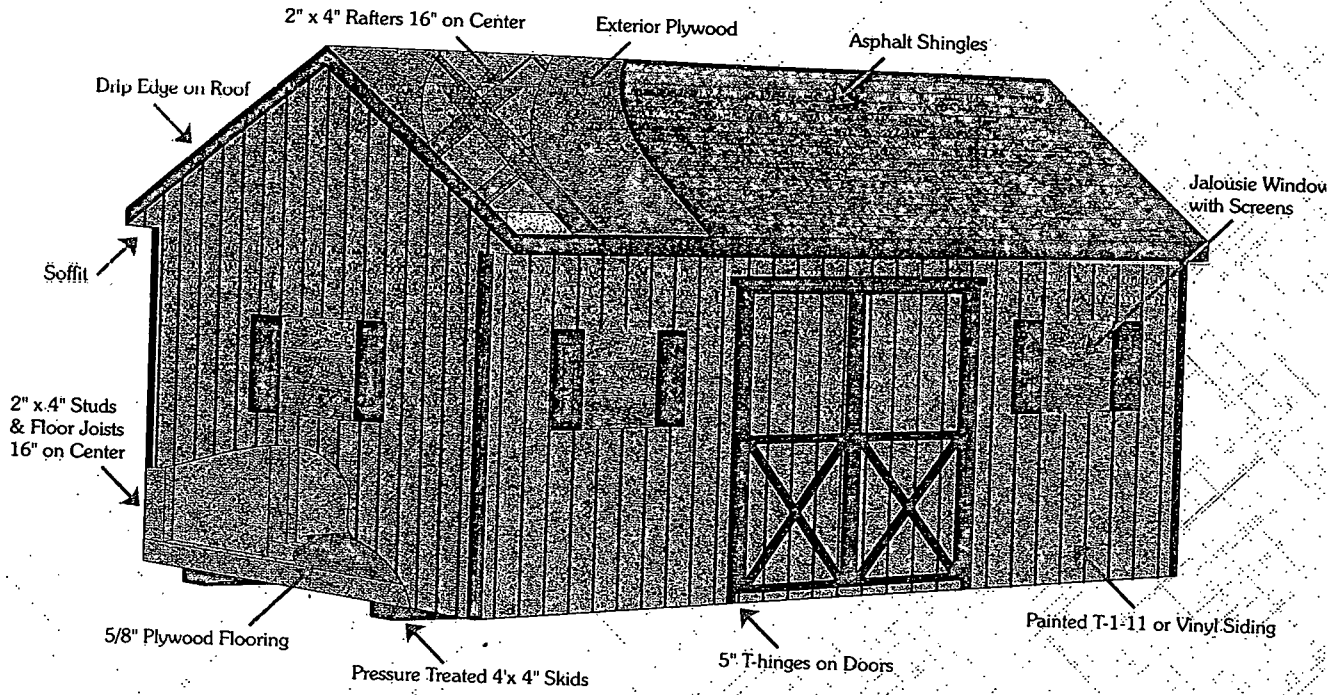 2" x 4" Rafters 16" on Center
Exterior Plywood
Asphalt Shingles
Drip Edge on Roof
Jalousie Window
with Screens
Soffit
2" x 4" Studs
& Floor Joists
16" on Center
5/8" Plywood Flooring
Pressure Treated 4'x 4" Skids
5" T-hinges on Doors
Painted T-1-11 or Vinyl Siding